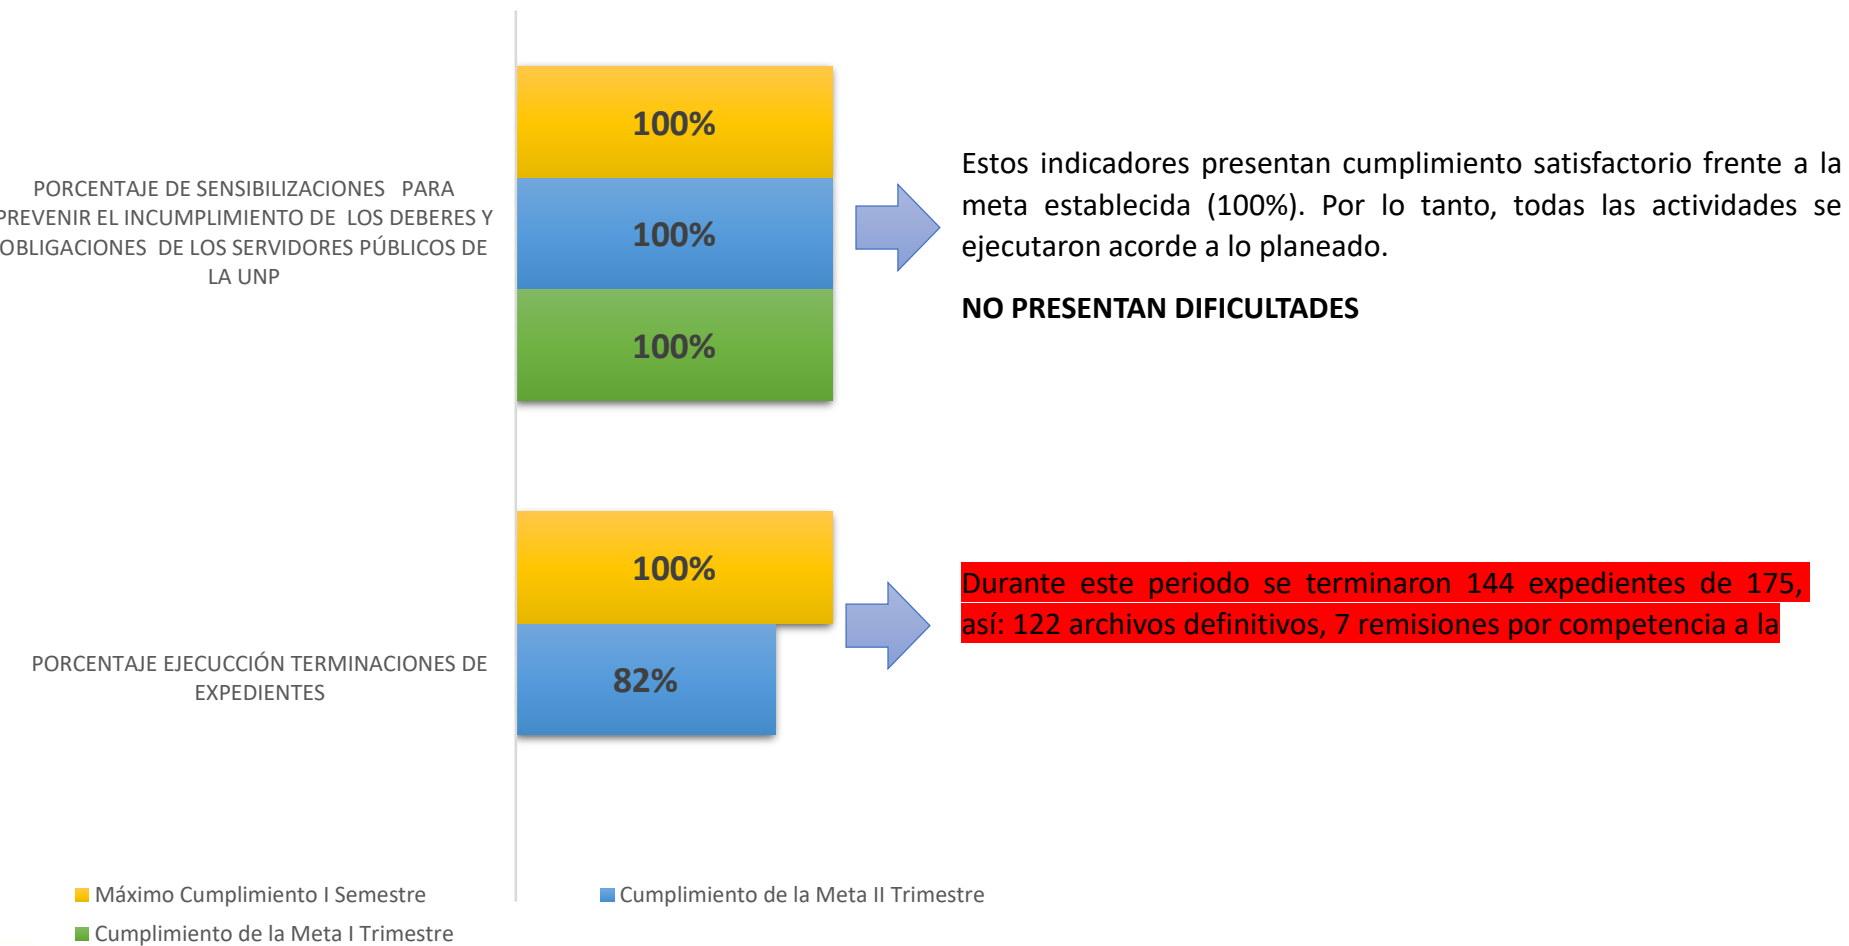 PORCENTAJE DE SENSIBILIZACIONES PARA
PREVENIR EL INCUMPLIMIENTO DE LOS DEBERES Y
OBLIGACIONES DE LOS SERVIDORES PÚBLICOS DE
LA UNP
100%
100%
100%
Estos indicadores presentan cumplimiento satisfactorio frente a la
meta establecida (100%). Por lo tanto, todas las actividades se
ejecutaron acorde a lo planeado.
NO PRESENTAN DIFICULTADES
PORCENTAJE EJECUCCIÓN TERMINACIONES DE
EXPEDIENTES
100%
82%
Durante este periodo se terminaron 144 expedientes de 175,
así: 122 archivos definitivos, 7 remisiones por competencia a la
Máximo Cumplimiento I Semestre
Cumplimiento de la Meta II Trimestre
Cumplimiento de la Meta I Trimestre